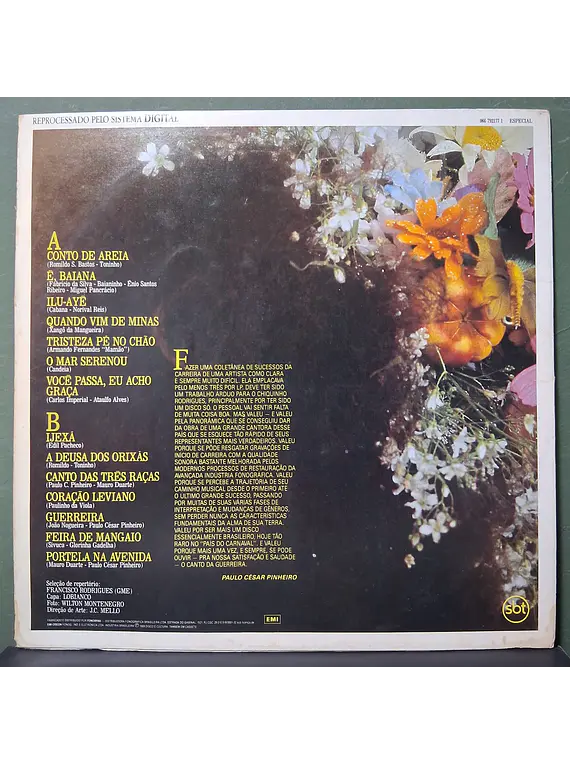 REPROCESSADO PELO SISTEMA DIGITAL
066 792177 1 ESPECIAL
A
CONTO DE AREIA
(Romildo S. Bastos - Toninho)
É, BAIANA
(Fabrício da Silva - Baianinho - Ênio Santos
Ribeiro - Miguel Pancrácio)
ILU-AYÊ
(Cabana - Norival Reis)
QUANDO VIM DE MINAS
(Xangô da Mangueira)
TRISTEZA PÉ NO CHÃO
(Armando Fernandes "Mamão")
O MAR SERENOU
(Candeia)
VOCÊ PASSA, EU ACHO
GRAÇA
(Carlos Imperial - Ataulfo Alves)
B
IJEXÁ
(Edil Pacheco)
A DEUSA DOS ORIXÁS
(Romildo - Toninho)
CANTO DAS TRÊS RAÇAS
(Paulo C. Pinheiro - Mauro Duarte)
CORAÇÃO LEVIANO
(Paulinho da Viola)
GUERREIRA
(João Nogueira - Paulo César Pinheiro)
FEIRA DE MANGAIO
(Sivuca - Glorinha Gadelha)
PORTELA NA AVENIDA
(Mauro Duarte - Paulo César Pinheiro)
FAZER UMA COLETÂNEA DE SUCESSOS DA
CARREIRA DE UMA ARTISTA COMO CLARA
É SEMPRE MUITO DIFÍCIL. ELA EMPLACAVA
PELO MENOS TRÊS POR LP. DEVE TER SIDO
UM TRABALHO ÁRDUO PARA O CHIQUINHO
RODRIGUES, PRINCIPALMENTE POR TER SIDO
UM DISCO SÓ. O PESSOAL VAI SENTIR FALTA
DE MUITA COISA BOA. MAS VALEU — E VALEU
PELA PANORÂMICA QUE SE CONSEGUIU DAR
DA OBRA DE UMA GRANDE CANTORA DESSE
PAÍS QUE SE ESQUECE TÃO RÁPIDO DE SEUS
REPRESENTANTES MAIS VERDADEIROS. VALEU
PORQUE SE PÔDE REPOR GRAVAÇÕES DE
INÍCIO DE CARREIRA COM A QUALIDADE
SONORA BASTANTE MELHORADA PELOS
MODERNOS PROCESSOS DE RESTAURAÇÃO DA
AVANÇADA INDÚSTRIA FONOGRÁFICA. VALEU
PORQUE SE PERCEBE A TRAJETÓRIA DE SEU
CAMINHO MUSICAL DESDE O PRIMEIRO ATÉ
O ÚLTIMO GRANDE SUCESSO, PASSANDO
POR MUITAS DE SUAS VÁRIAS FASES DE
INTERPRETAÇÃO E MUDANÇAS DE GÊNEROS,
SEM PERDER NUNCA AS CARACTERÍSTICAS
FUNDAMENTAIS DA ALMA DE SUA TERRA.
VALEU POR SER MAIS UM DISCO
ESSENCIALMENTE BRASILEIRO, HOJE TÃO
RARO NO "PAÍS DO CARNAVAL". E VALEU
PORQUE MAIS UMA VEZ, E SEMPRE, SE PODE
OUVIR — PRA NOSSA SATISFAÇÃO E SAUDADE
— O CANTO DA GUERREIRA.
PAULO CÉSAR PINHEIRO
Seleção de repertório:
FRANCISCO RODRIGUES (GME)
Capa: LOBIANCO
Foto: WILTON MONTENEGRO
Direção de Arte: J.C. MELLO
EMI
sbt